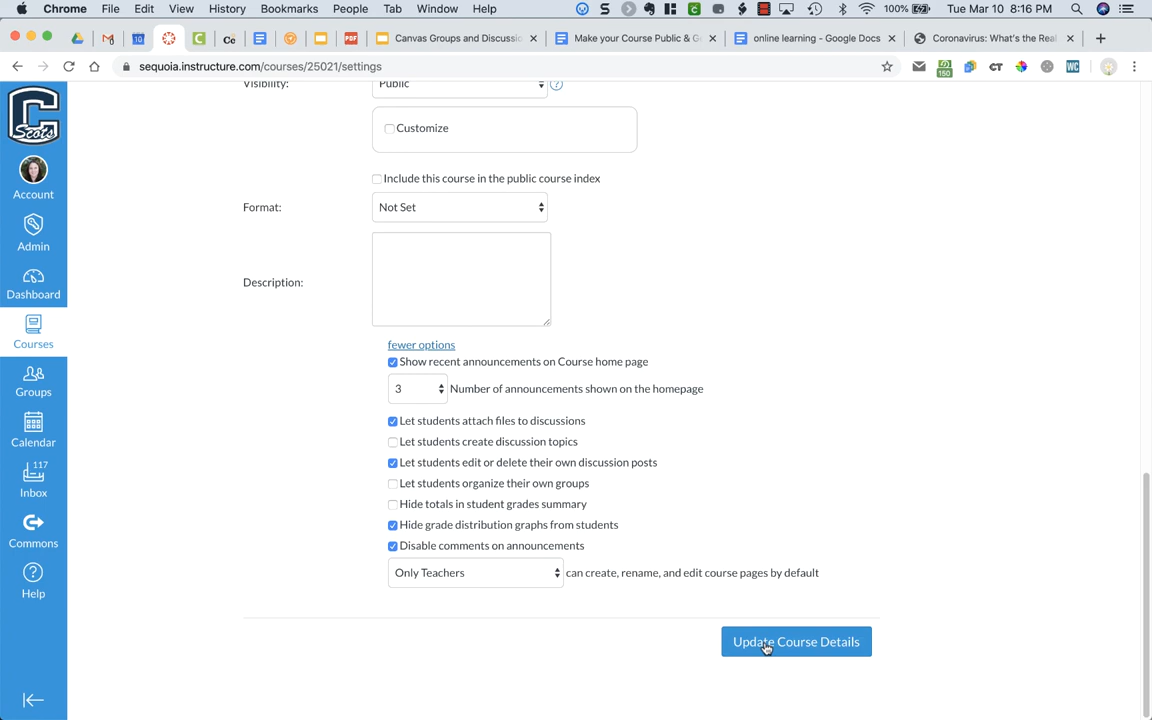 Chrome File Edit View History Bookmarks People Tab Window Help 100% Tue Mar 10 8:16 PM
Canvas Groups and Discussio Make your Course Public & G online learning - Google Docs Coronavirus: What's the Real
sequoia.instructure.com/courses/25021/settings
Visibility: Public
Customize
Include this course in the public course index
Format: Not Set
Description:
fewer options
Show recent announcements on Course home page
3 Number of announcements shown on the homepage
Let students attach files to discussions
Let students create discussion topics
Let students edit or delete their own discussion posts
Let students organize their own groups
Hide totals in student grades summary
Hide grade distribution graphs from students
Disable comments on announcements
Only Teachers can create, rename, and edit course pages by default
Update Course Details
Scots
Account
Admin
Dashboard
Courses
Groups
Calendar
117
Inbox
Commons
Help